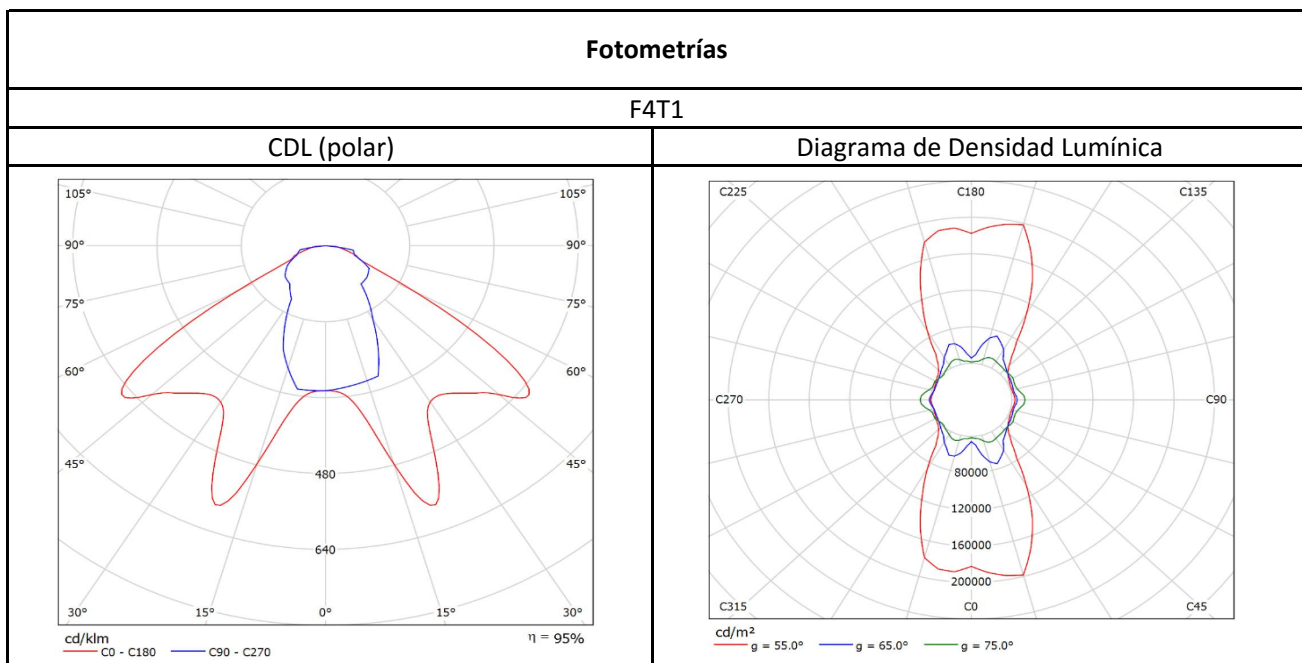 Fotometrías
F4T1
CDL (polar)
Diagrama de Densidad Lumínica
105°
105°
90°
90°
75°
75°
60°
60°
45°
45°
480
640
30°
15°
0°
15°
30°
cd/klm
η = 95%
C0 - C180
C90 - C270
C225
C180
C135
C270
C90
80000
120000
160000
200000
C315
C0
C45
cd/m²
g = 55.0°
g = 65.0°
g = 75.0°